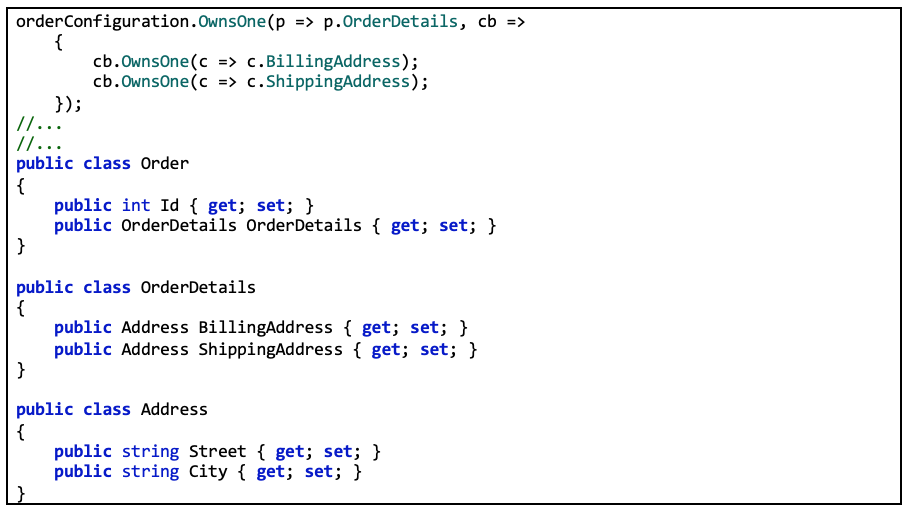 orderConfiguration.OwnsOne(p => p.OrderDetails, cb =>
    {
        cb.OwnsOne(c => c.BillingAddress);
        cb.OwnsOne(c => c.ShippingAddress);
    });
//...
//...
public class Order
{
    public int Id { get; set; }
    public OrderDetails OrderDetails { get; set; }
}

public class OrderDetails
{
    public Address BillingAddress { get; set; }
    public Address ShippingAddress { get; set; }
}

public class Address
{
    public string Street { get; set; }
    public string City { get; set; }
}